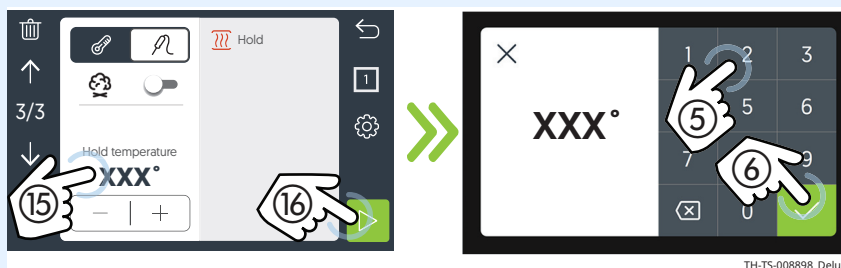 Hold
1
3/3
Hold temperature
XXX°
15
16
XXX°
1 2 3
5 5 6
7 6 9
0
TH-TS-008898_Delu